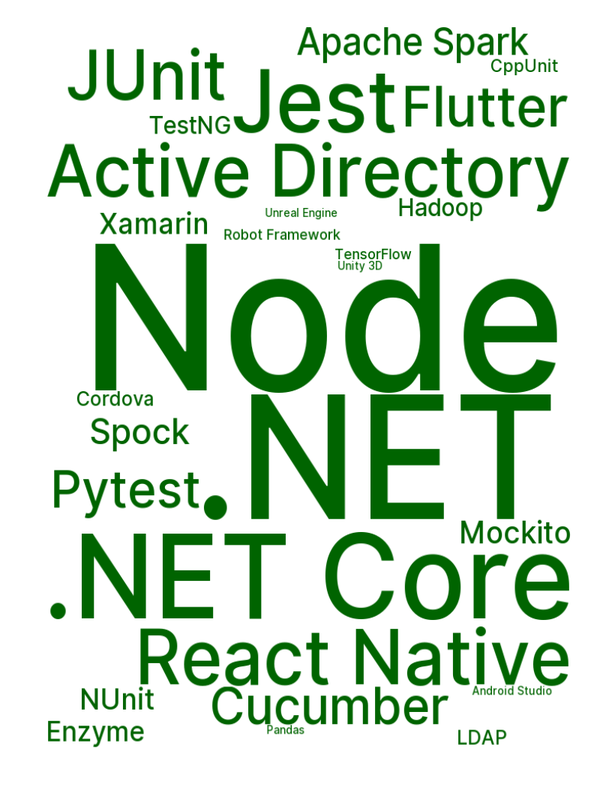 Apache Spark
JUnit
CppUnit
Jest
Flutter
TestNG
Active Directory
Hadoop
Unreal Engine
Xamarin
Robot Framework
TensorFlow
Unity 3D
Node
Cordova
.NET
Spock
Pytest
Mockito
.NET Core
React Native
Android Studio
NUnit
Cucumber
Pandas
Enzyme
LDAP